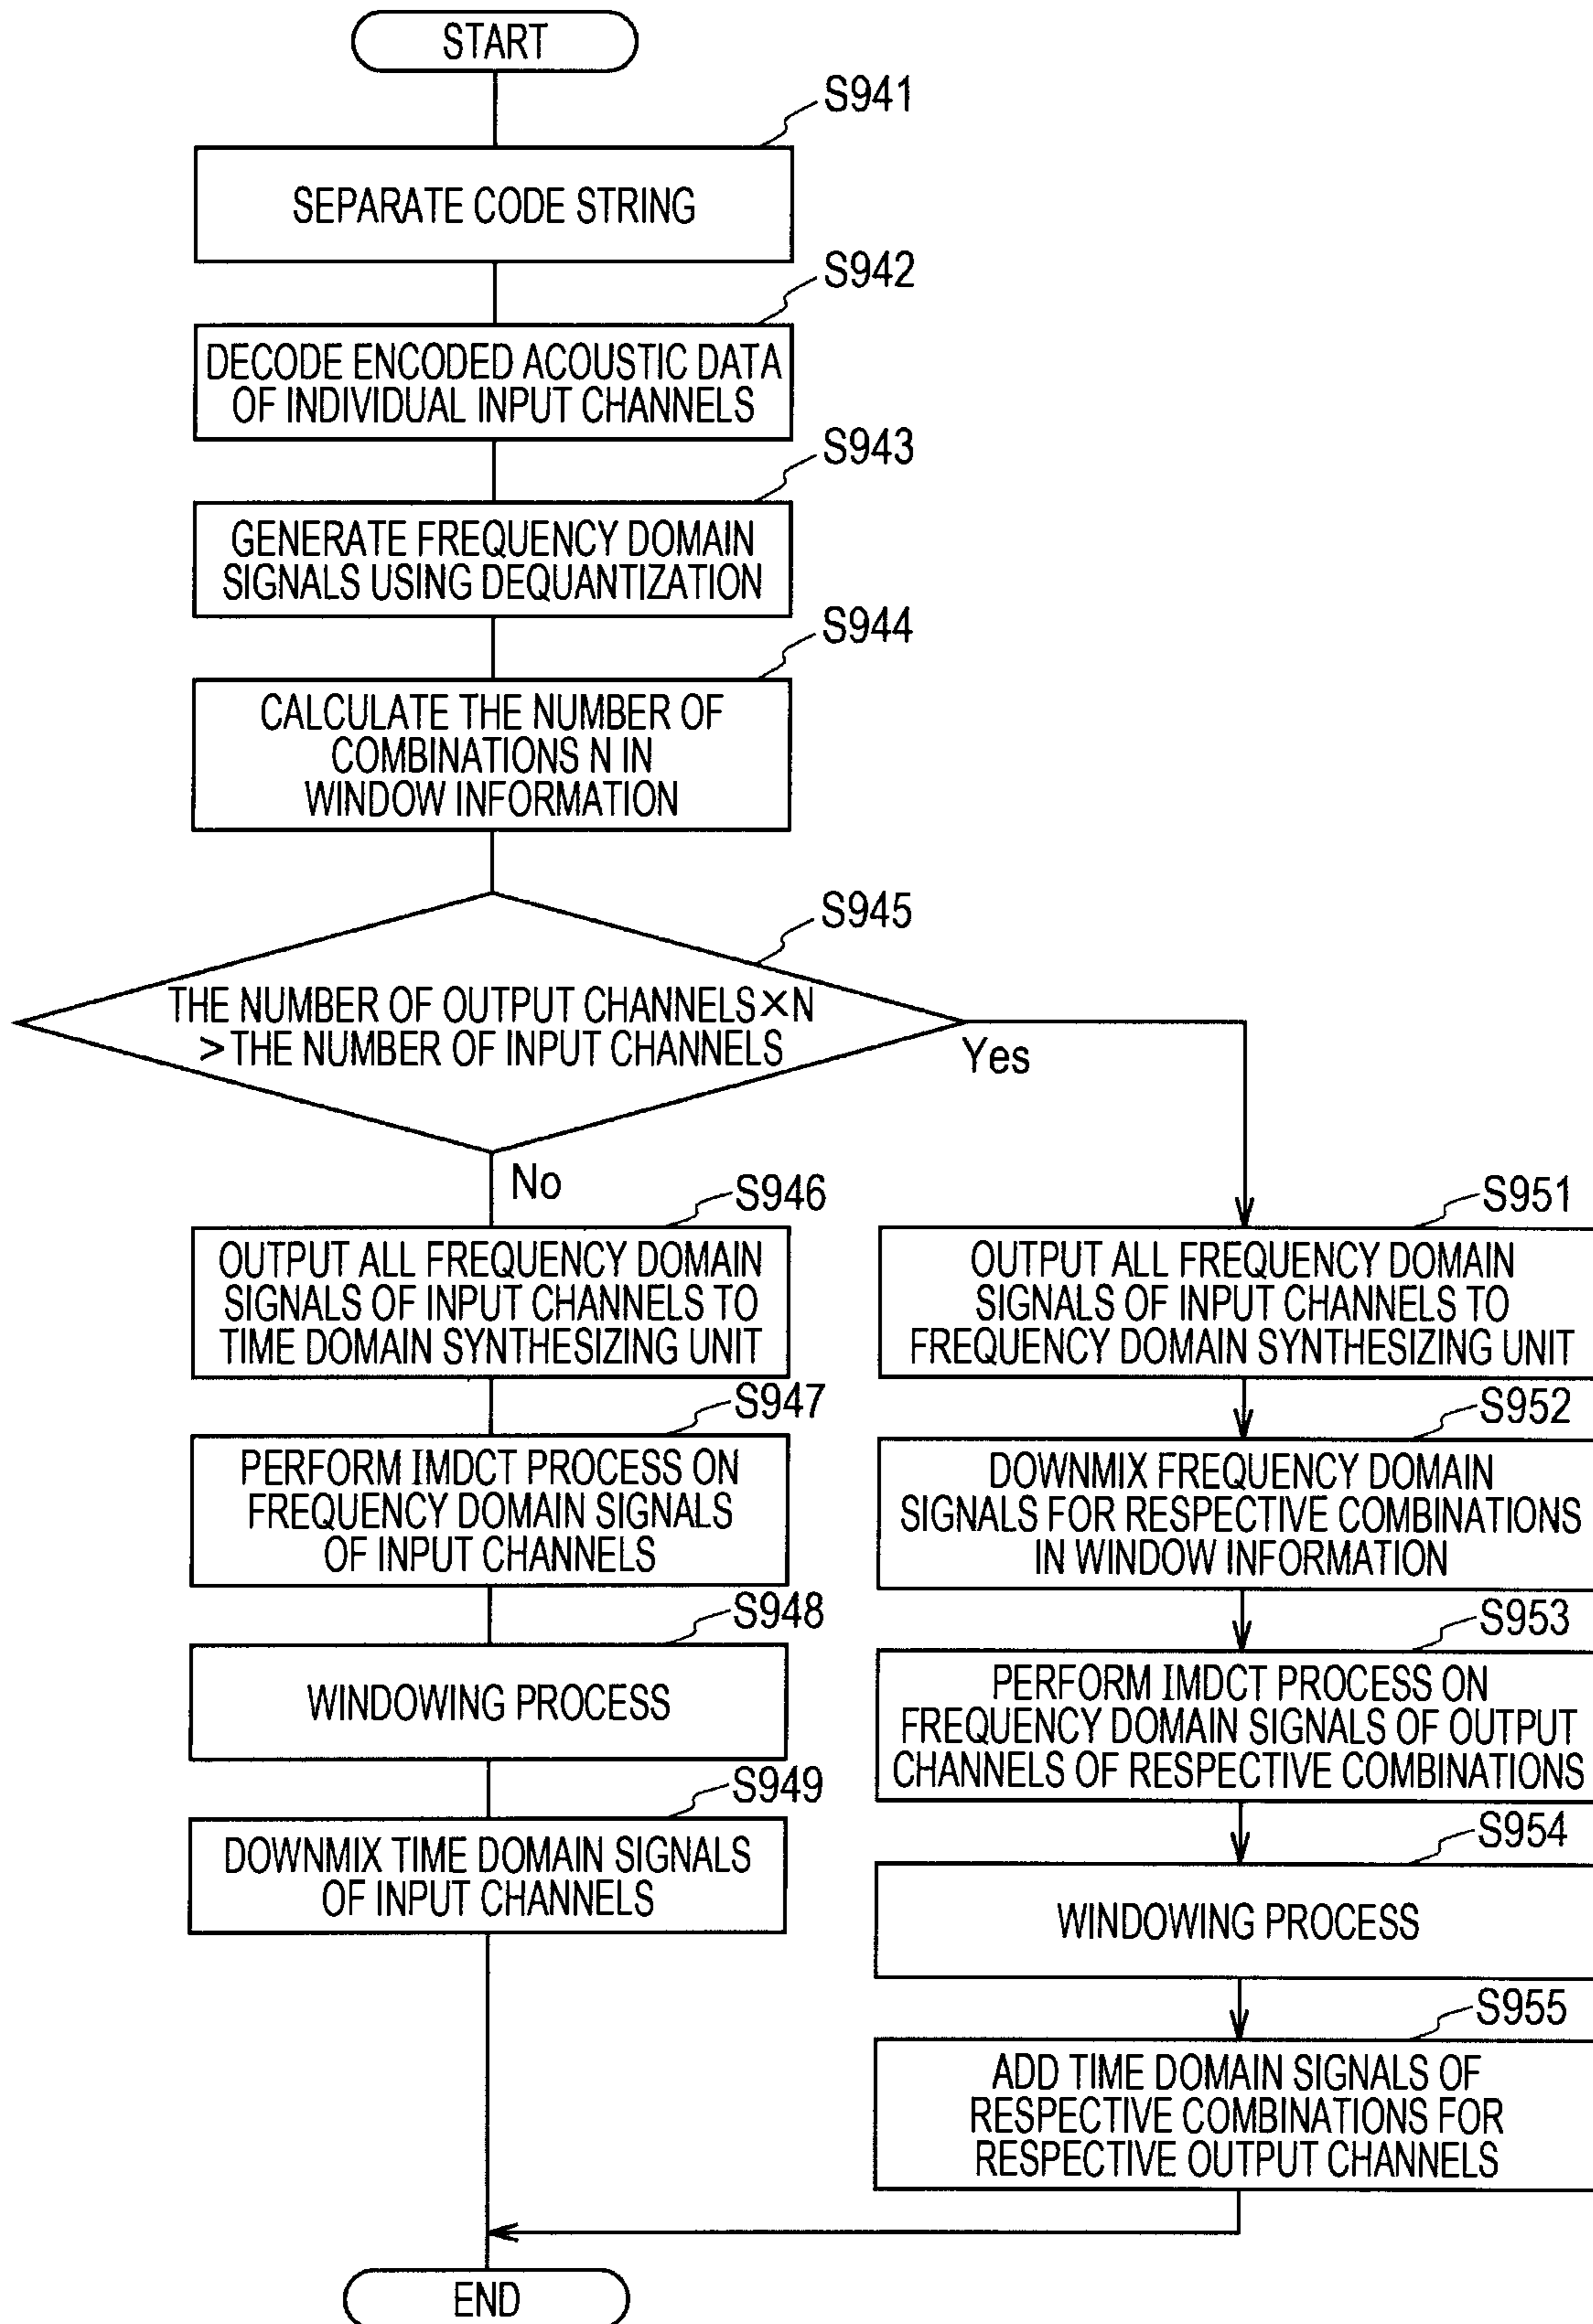 START
S941
SEPARATE CODE STRING
S942
DECODE ENCODED ACOUSTIC DATA
OF INDIVIDUAL INPUT CHANNELS
S943
GENERATE FREQUENCY DOMAIN
SIGNALS USING DEQUANTIZATION
S944
CALCULATE THE NUMBER OF
COMBINATIONS N IN
WINDOW INFORMATION
S945
THE NUMBER OF OUTPUT CHANNELS×N
>THE NUMBER OF INPUT CHANNELS
Yes
No
S946
OUTPUT ALL FREQUENCY DOMAIN
SIGNALS OF INPUT CHANNELS TO
TIME DOMAIN SYNTHESIZING UNIT
S947
PERFORM IMDCT PROCESS ON
FREQUENCY DOMAIN SIGNALS
OF INPUT CHANNELS
S948
WINDOWING PROCESS
S949
DOWNMIX TIME DOMAIN SIGNALS
OF INPUT CHANNELS
S951
OUTPUT ALL FREQUENCY DOMAIN
SIGNALS OF INPUT CHANNELS TO
FREQUENCY DOMAIN SYNTHESIZING UNIT
S952
DOWNMIX FREQUENCY DOMAIN
SIGNALS FOR RESPECTIVE COMBINATIONS
IN WINDOW INFORMATION
S953
PERFORM IMDCT PROCESS ON
FREQUENCY DOMAIN SIGNALS OF OUTPUT
CHANNELS OF RESPECTIVE COMBINATIONS
S954
WINDOWING PROCESS
S955
ADD TIME DOMAIN SIGNALS OF
RESPECTIVE COMBINATIONS FOR
RESPECTIVE OUTPUT CHANNELS
END